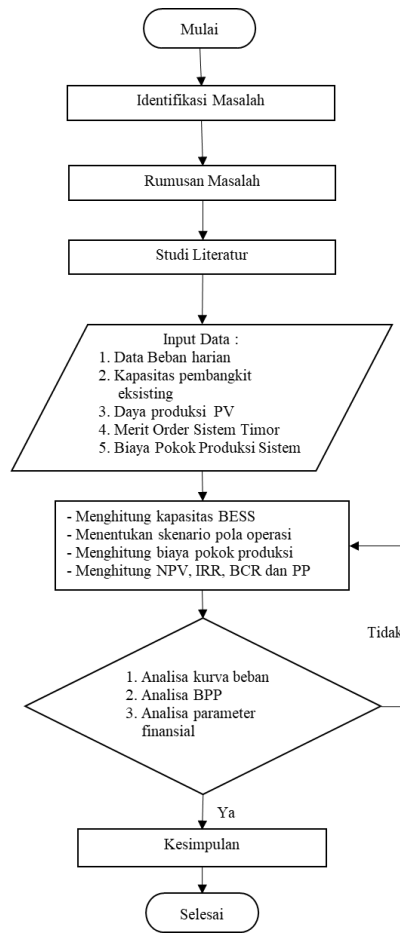 Mulai
Identifikasi Masalah
Rumusan Masalah
Studi Literatur
Input Data :
1. Data Beban harian
2. Kapasitas pembangkit
eksisting
3. Daya produksi PV
4. Merit Order Sistem Timor
5. Biaya Pokok Produksi Sistem
- Menghitung kapasitas BESS
- Menentukan skenario pola operasi
- Menghitung biaya pokok produksi
- Menghitung NPV, IRR, BCR dan PP
Tidak
1. Analisa kurva beban
2. Analisa BPP
3. Analisa parameter
finansial
Ya
Kesimpulan
Selesai